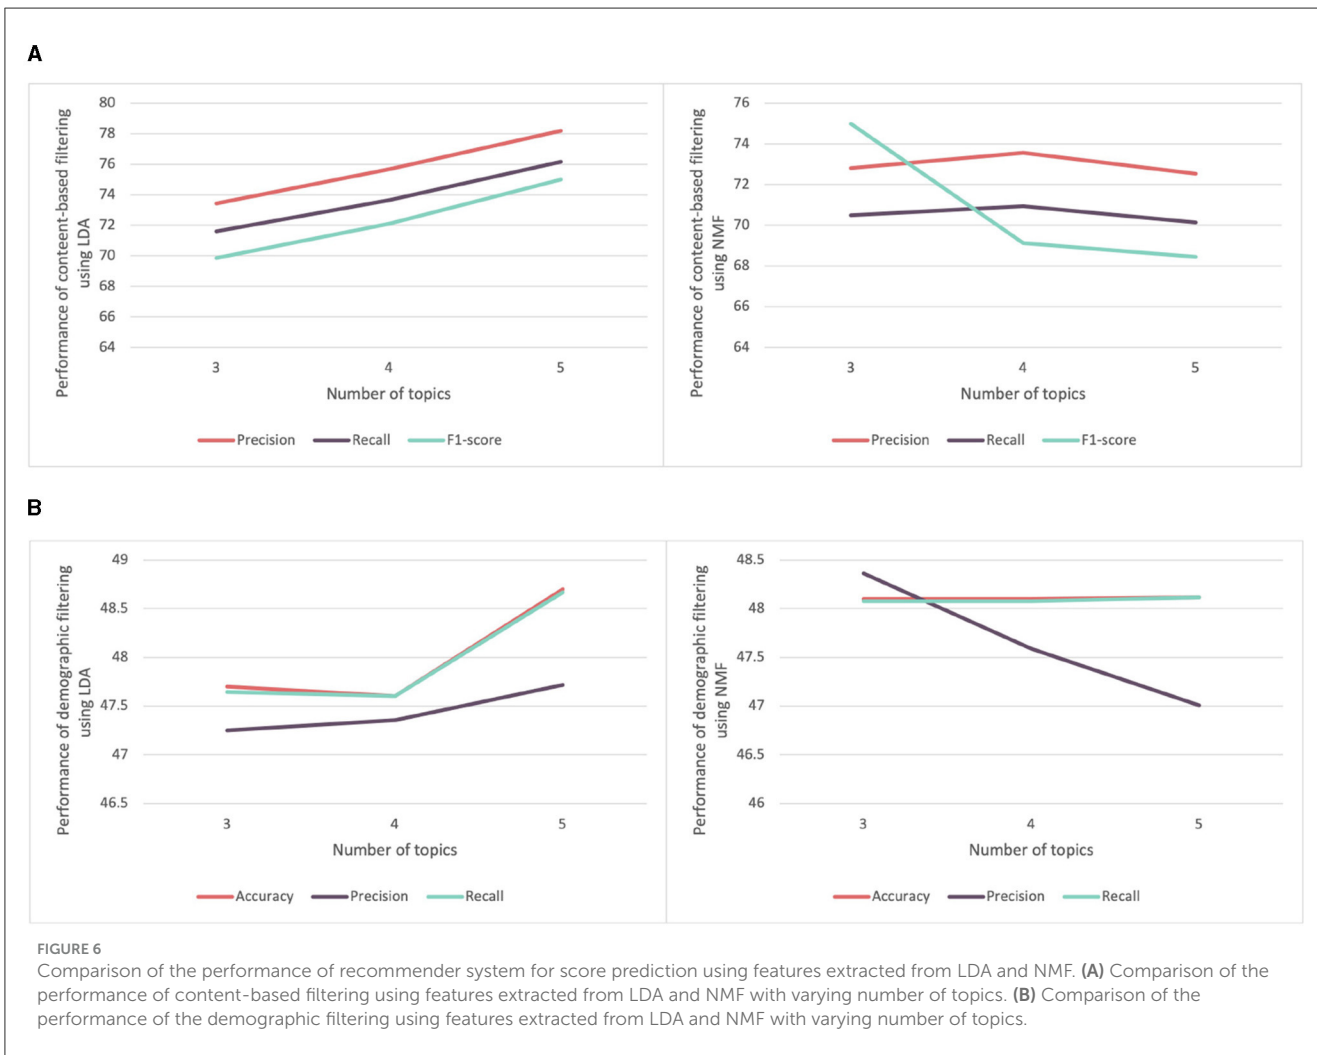 A
Performance of conteent-based filtering
using LDA
80
78
76
74
72
70
68
66
64
3 4 5
Number of topics
Precision Recall F1-score
Performance of conteent-based filtering
using NMF
76
74
72
70
68
66
64
3 4 5
Number of topics
Precision Recall F1-score
B
Performance of demographic filtering
using LDA
49
48.5
48
47.5
47
46.5
3 4 5
Number of topics
Accuracy Precision Recall
Performance of demographic filtering
using NMF
48.5
48
47.5
47
46.5
46
3 4 5
Number of topics
Accuracy Precision Recall
FIGURE 6
Comparison of the performance of recommender system for score prediction using features extracted from LDA and NMF. (A) Comparison of the
performance of content-based filtering using features extracted from LDA and NMF with varying number of topics. (B) Comparison of the
performance of the demographic filtering using features extracted from LDA and NMF with varying number of topics.